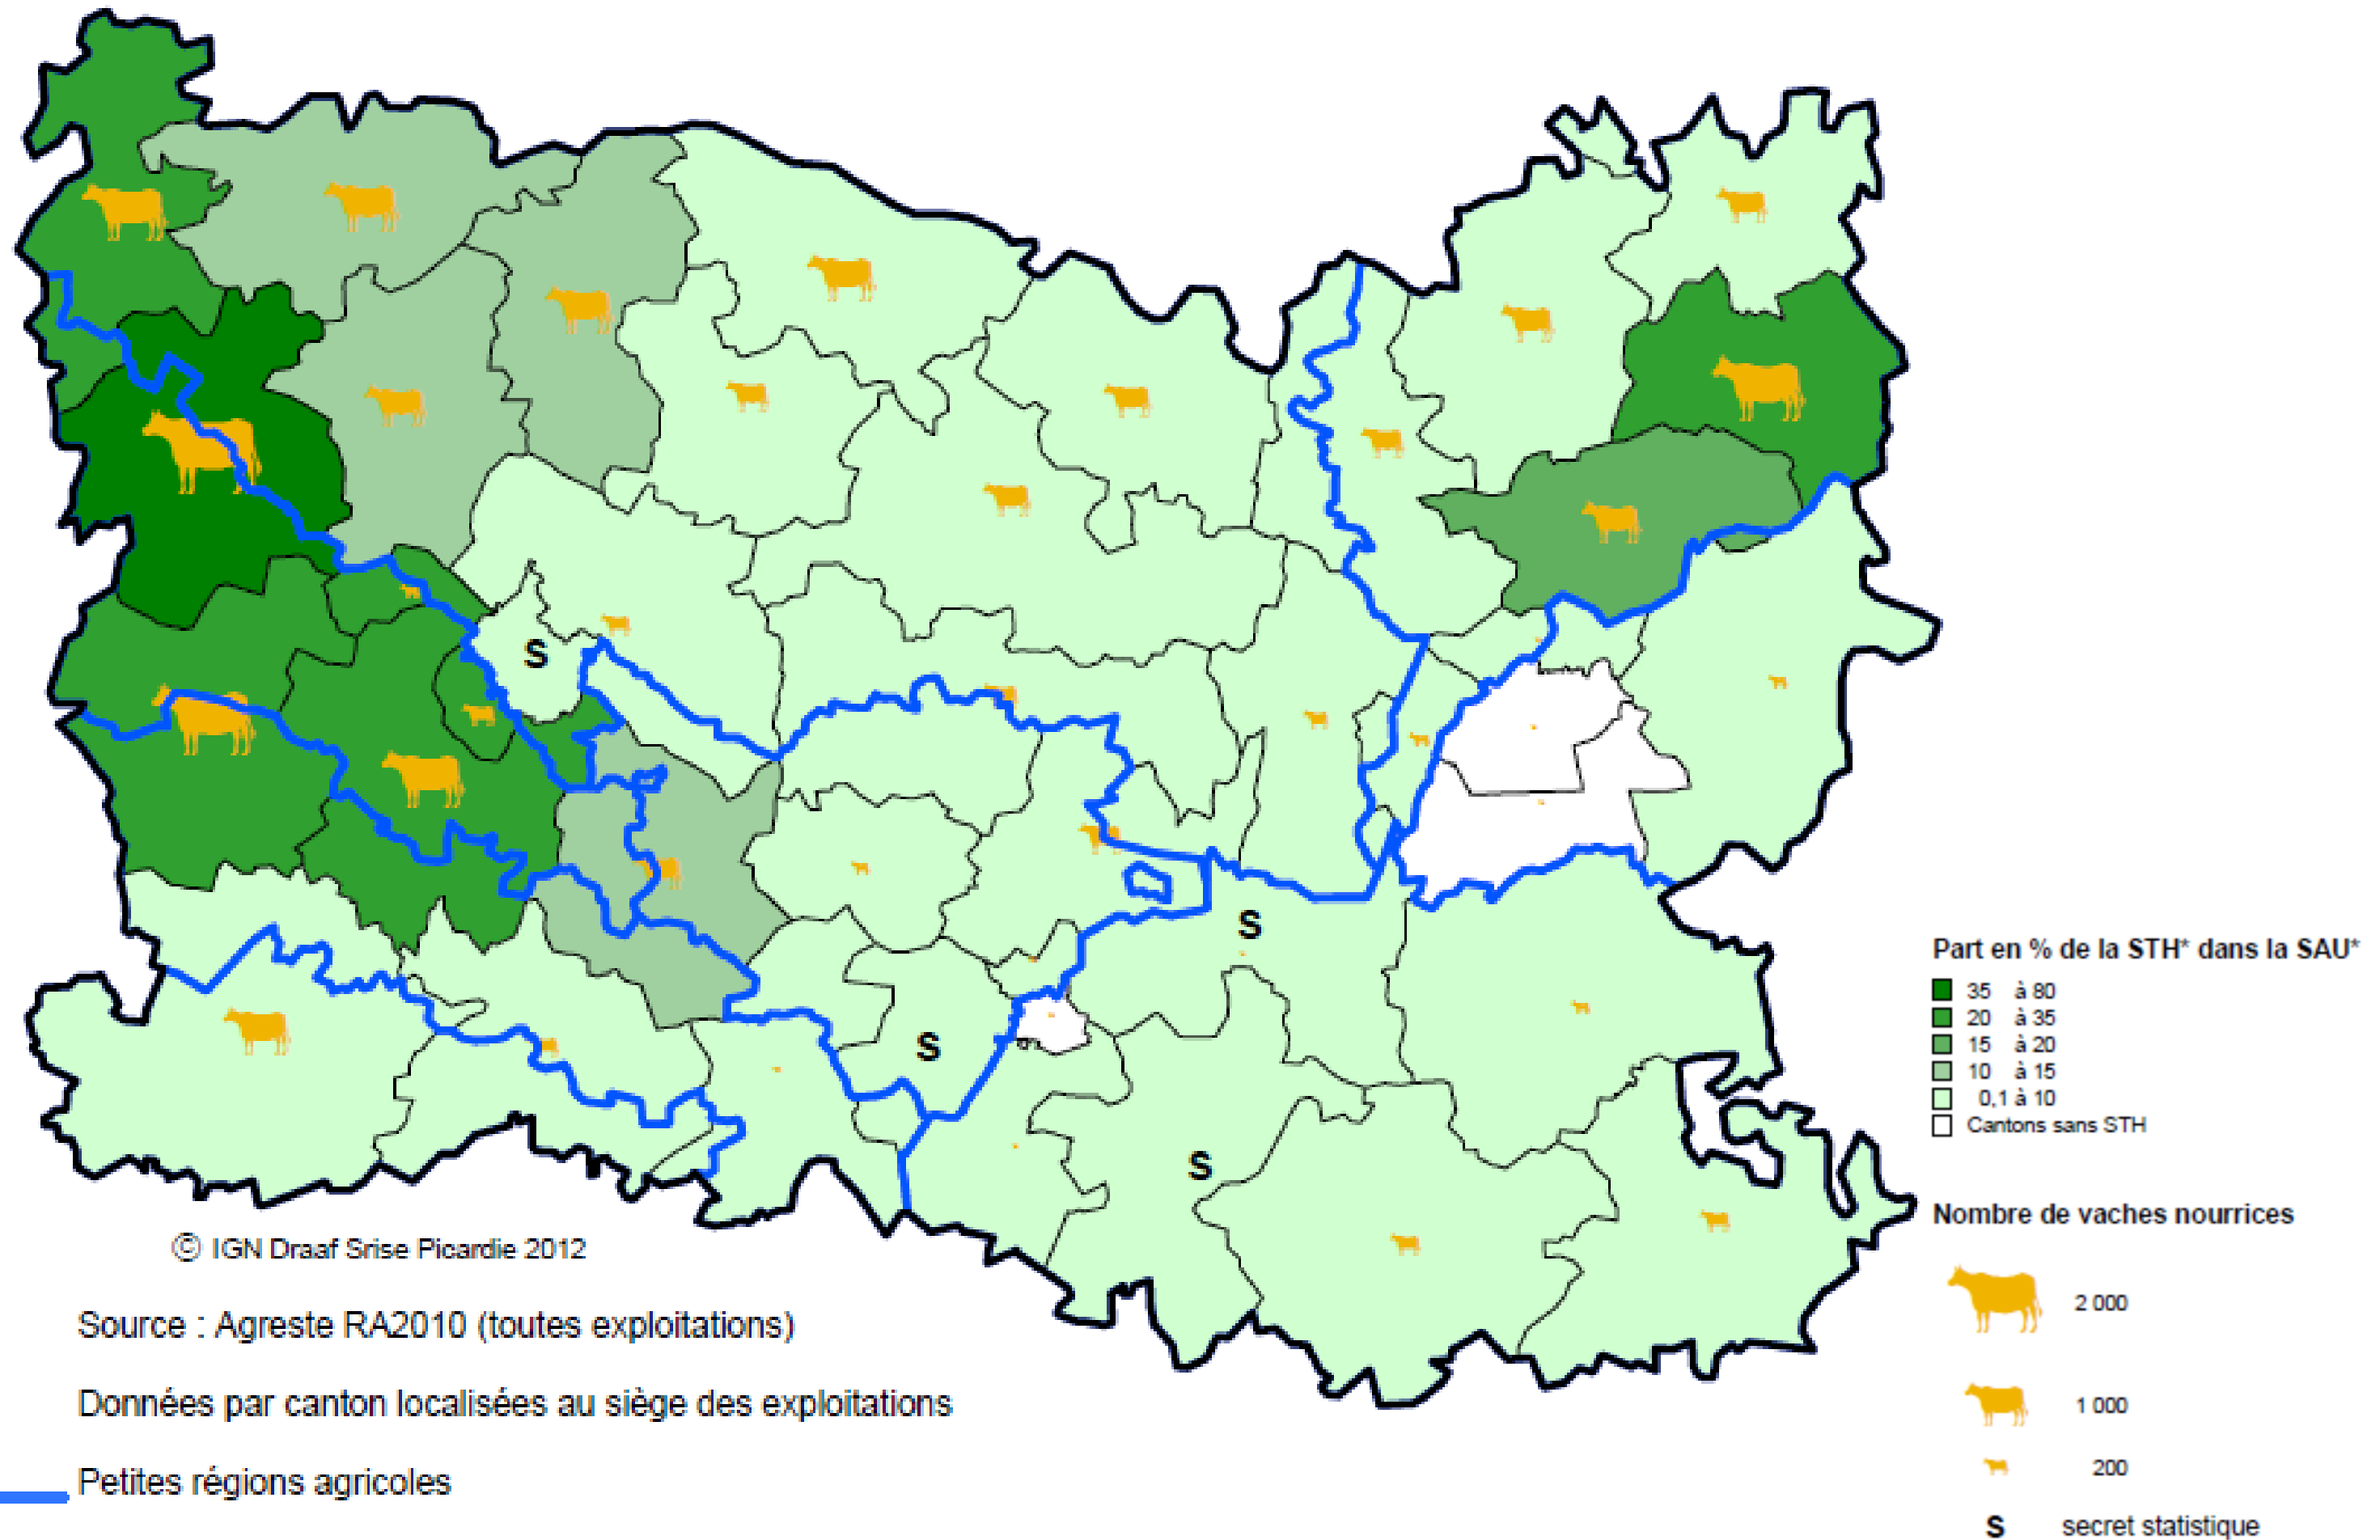 S
S
S
S
Part en % de la STH* dans la SAU*
35 à 80
20 à 35
15 à 20
10 à 15
0,1 à 10
Cantons sans STH
Nombre de vaches nourrices
2 000
1 000
200
S secret statistique
© IGN Draaf Srise Picardie 2012
Source : Agreste RA2010 (toutes exploitations)
Données par canton localisées au siège des exploitations
Petites régions agricoles